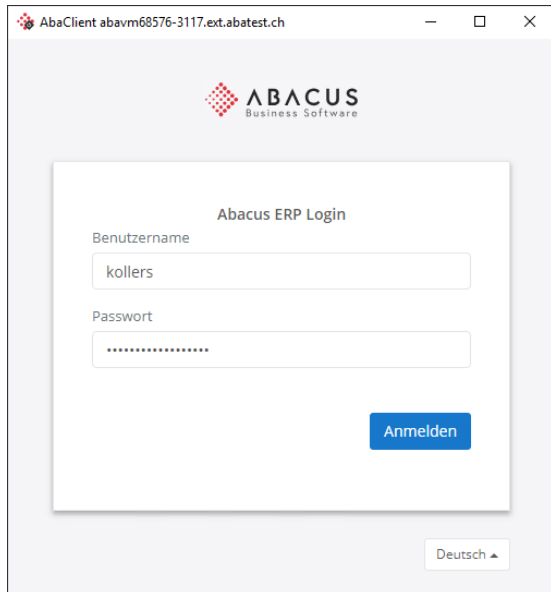 AbaClient abavm68576-3117.ext.abatest.ch
ABACUS
Business Software
Abacus ERP Login
Benutzername
kollers
Passwort
••••••••••••••••••
Anmelden
Deutsch